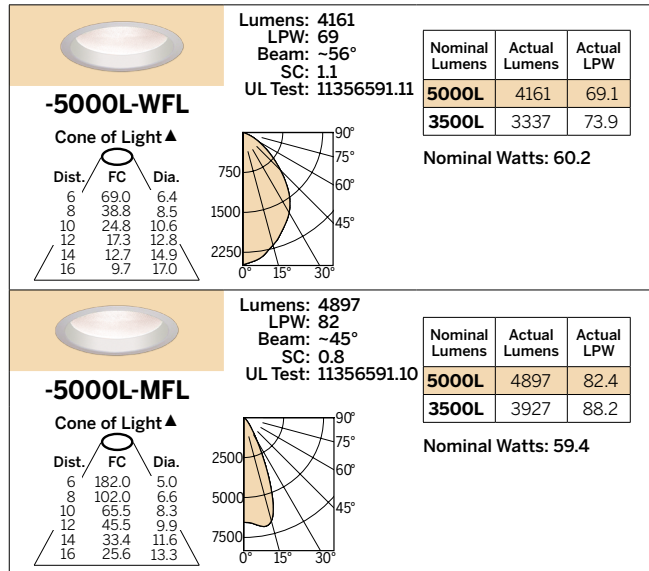 Lumens: 4161
LPW: 69
Beam: ~56°
SC: 1.1
UL Test: 11356591.11
-5000L-WFL
Cone of Light▲
Dist. FC Dia.
6 69.0 6.4
8 38.8 8.5
10 24.8 10.6
12 17.3 12.8
14 12.7 14.9
16 9.7 17.0
90°
75°
60°
45°
750
1500
2250
0° 15° 30°
Nominal Lumens Actual Lumens Actual LPW
5000L 4161 69.1
3500L 3337 73.9
Nominal Watts: 60.2
Lumens: 4897
LPW: 82
Beam: ~45°
SC: 0.8
UL Test: 11356591.10
-5000L-MFL
Cone of Light▲
Dist. FC Dia.
6 182.0 5.0
8 102.0 6.6
10 65.5 8.3
12 45.5 9.9
14 33.4 11.6
16 25.6 13.3
90°
75°
60°
45°
2500
5000
7500
0° 15° 30°
Nominal Lumens Actual Lumens Actual LPW
5000L 4897 82.4
3500L 3927 88.2
Nominal Watts: 59.4